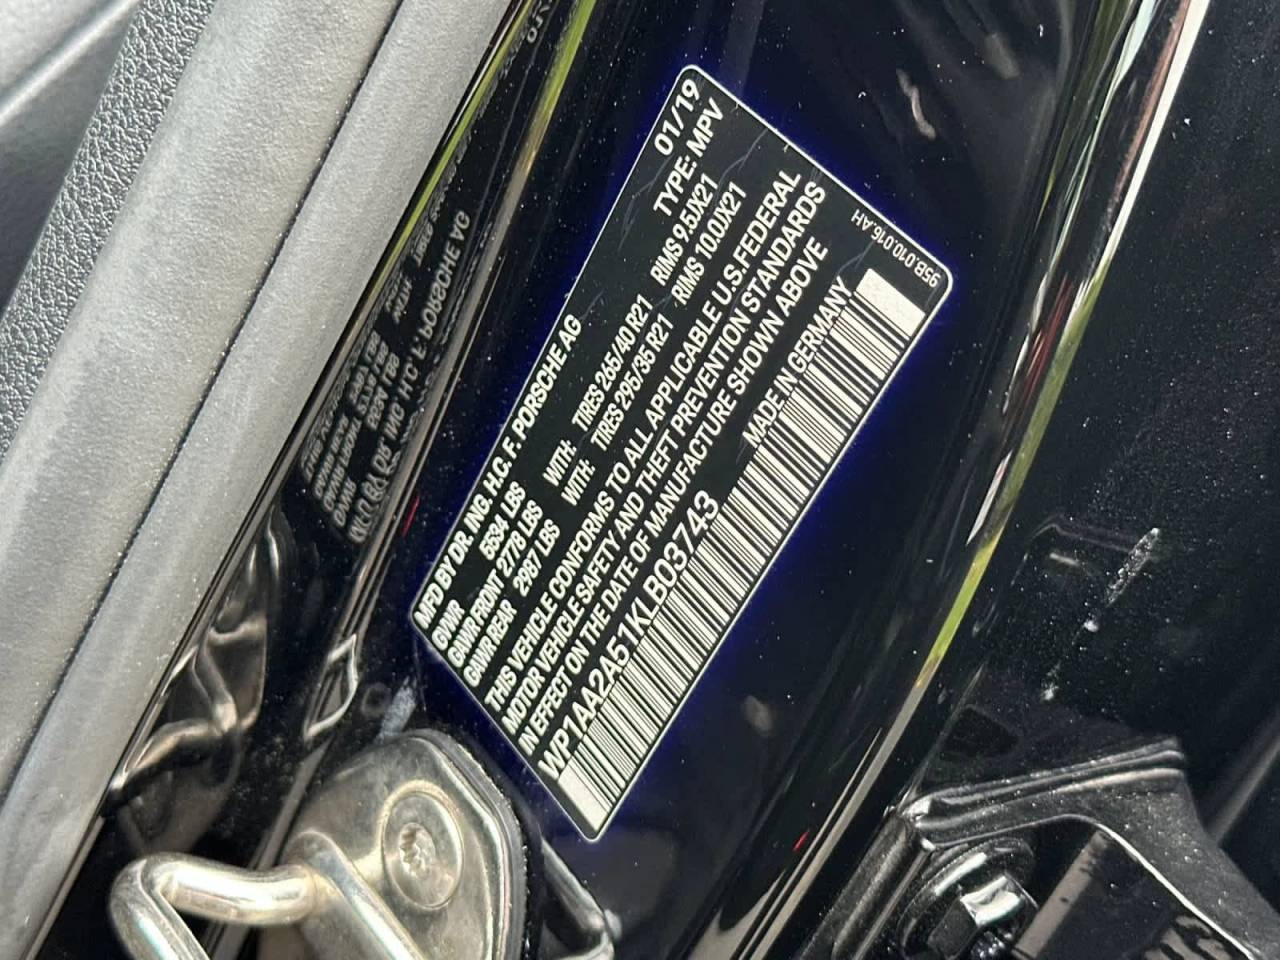 01/19
MFD BY DR. ING. H.C. F. PORSCHE AG TYPE: MPV
GVWR 5534 LBS
GAWR FRONT 2778 LBS WITH: TIRES 265/40 R21 RIMS 9.5JX21
GAWR REAR 2987 LBS WITH: TIRES 295/35 R21 RIMS 10.0JX21
THIS VEHICLE CONFORMS TO ALL APPLICABLE U.S.FEDERAL
MOTOR VEHICLE SAFETY AND THEFT PREVENTION STANDARDS
IN EFFECT ON THE DATE OF MANUFACTURE SHOWN ABOVE
WP1AA2A51KLB03743 MADE IN GERMANY
95B.010.016.AH